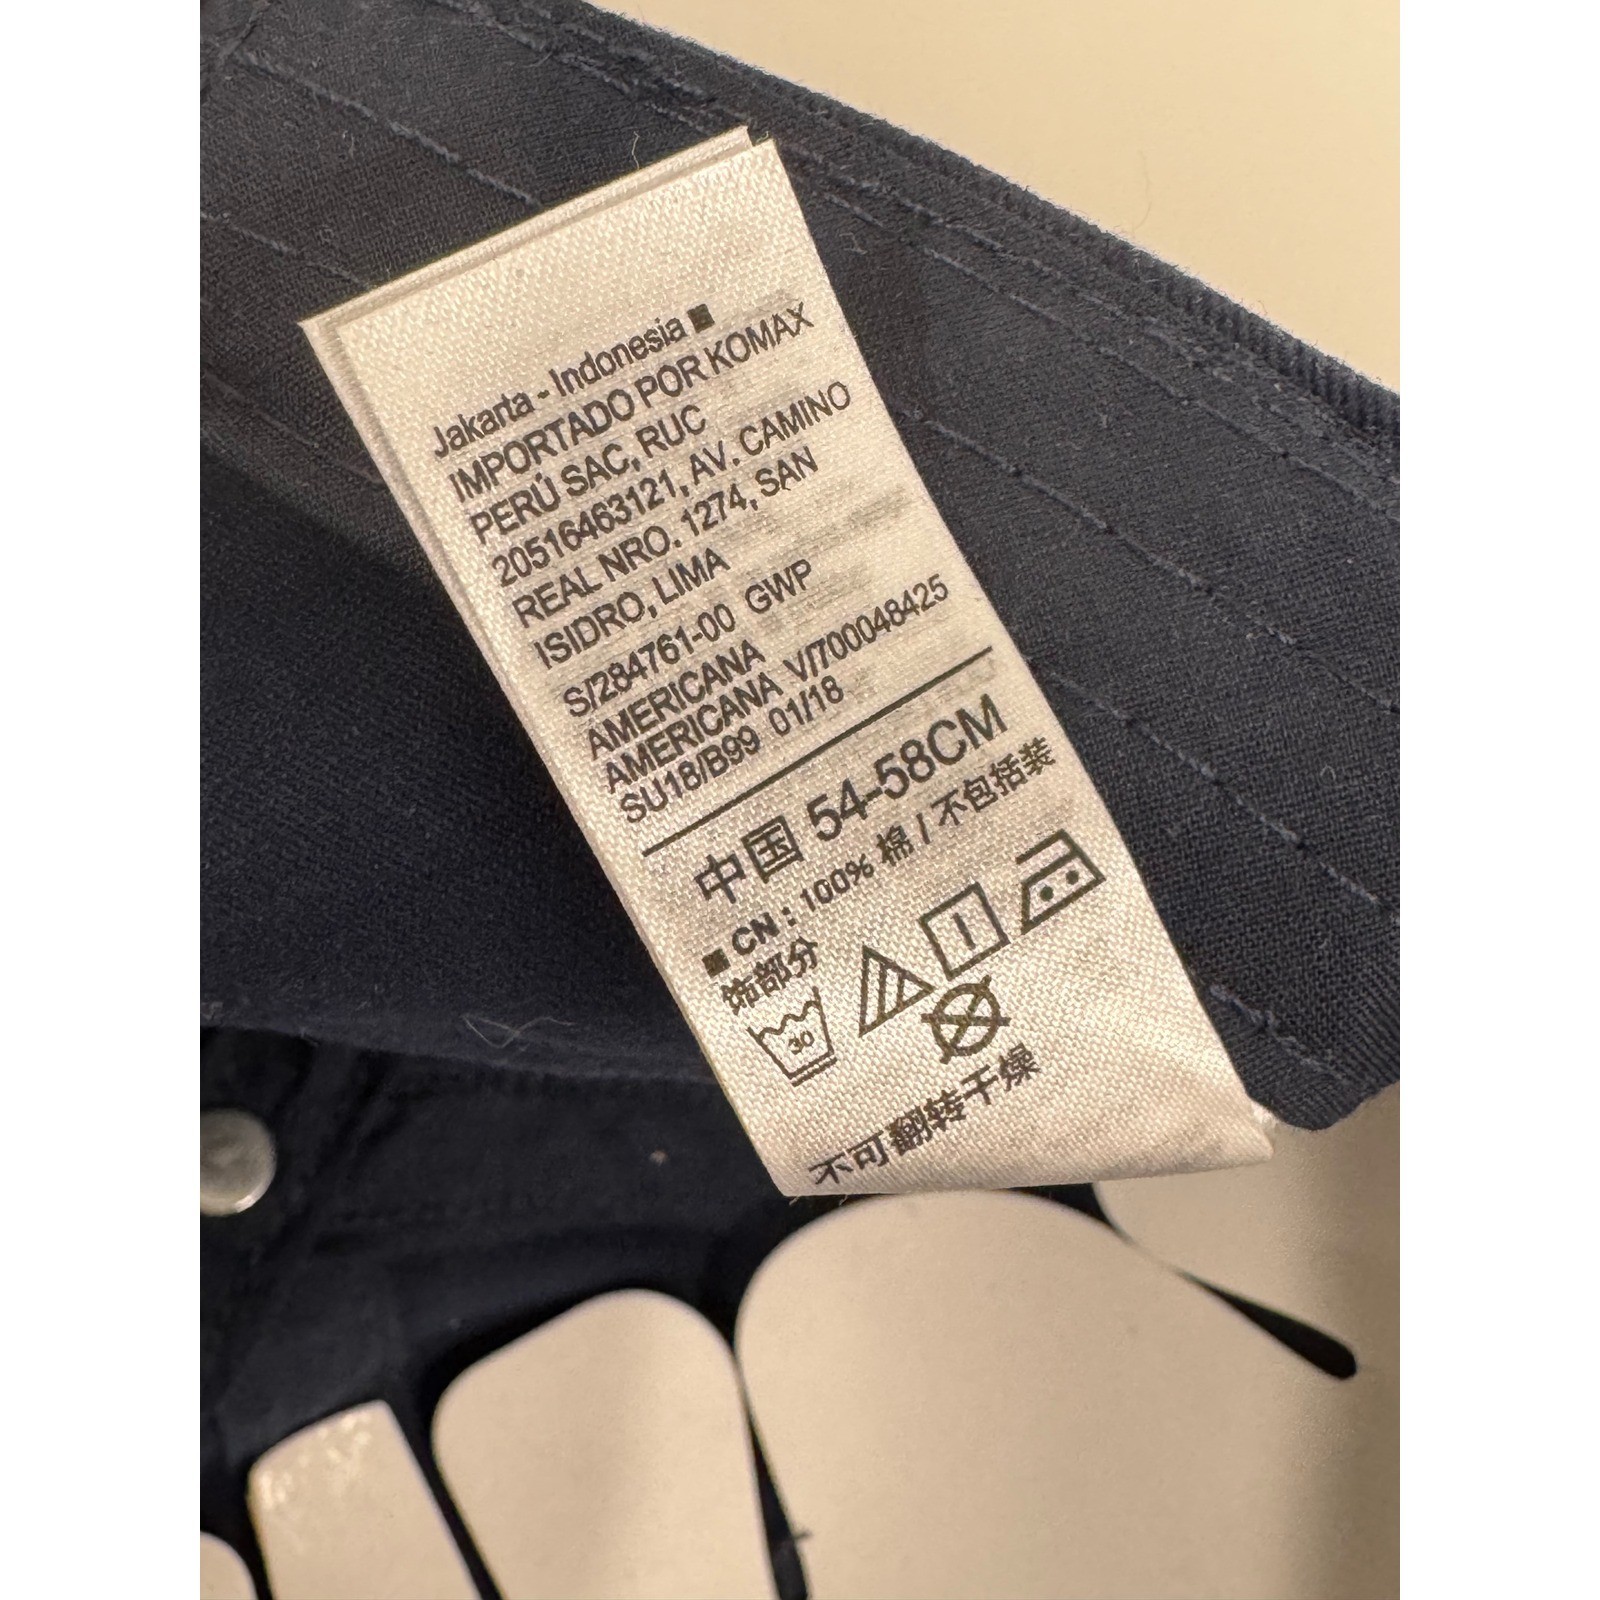 Jakarta - Indonesia ■
IMPORTADO POR KOMAX
PERÚ SAC, RUC
20516463121, AV. CAMINO
REAL NRO. 1274, SAN
ISIDRO, LIMA
S/284761-00 GWP
AMERICANA
AMERICANA V/700048425
SU18/B99 01/18
中国 54-58CM
■ CN : 100% 棉 / 不包括装
饰部分
30
不可翻转干燥